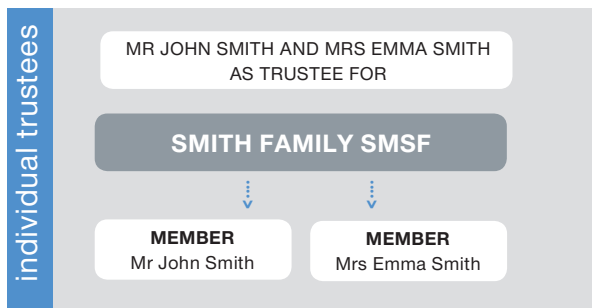 individual trustees
MR JOHN SMITH AND MRS EMMA SMITH
AS TRUSTEE FOR
SMITH FAMILY SMSF
MEMBER
Mr John Smith
MEMBER
Mrs Emma Smith